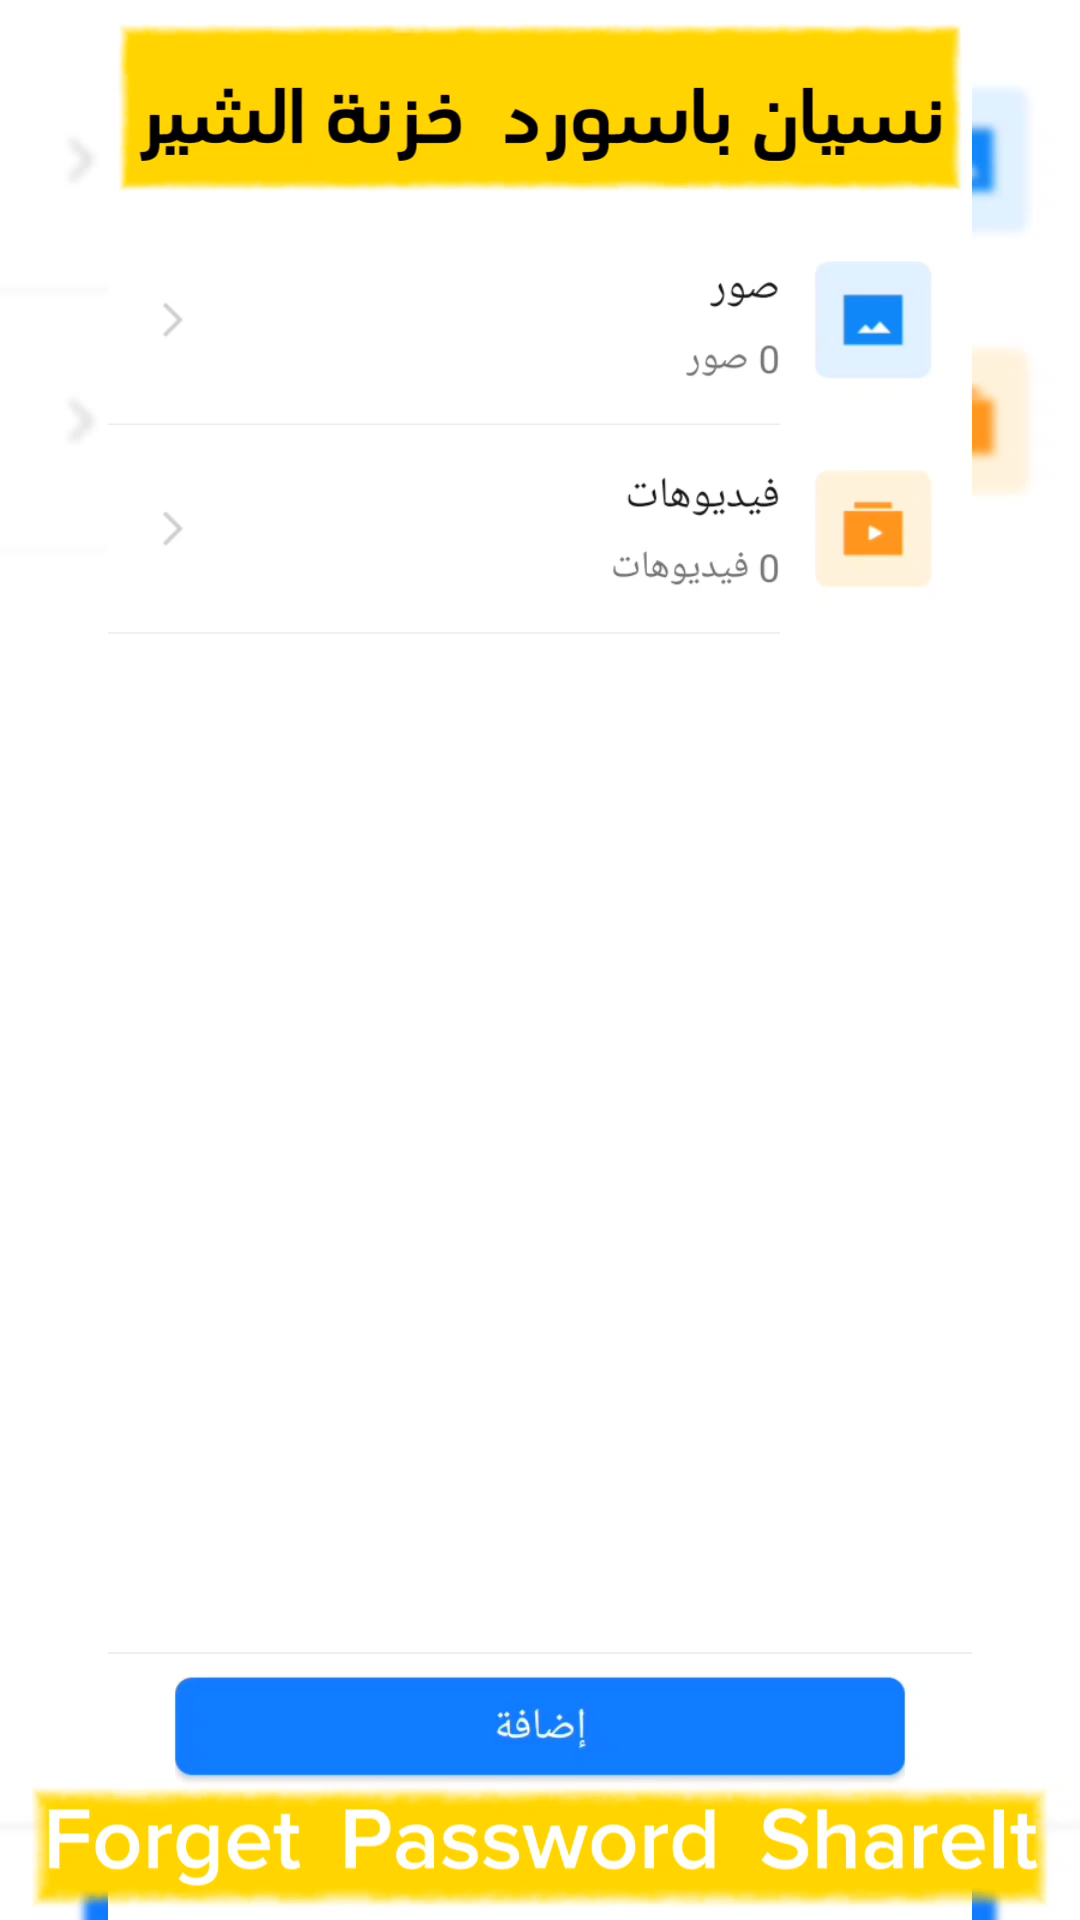 نسيان باسورد خزنة الشير
صور
0 صور
فيديوهات
0 فيديوهات
إضافة
Forget Password ShareIt